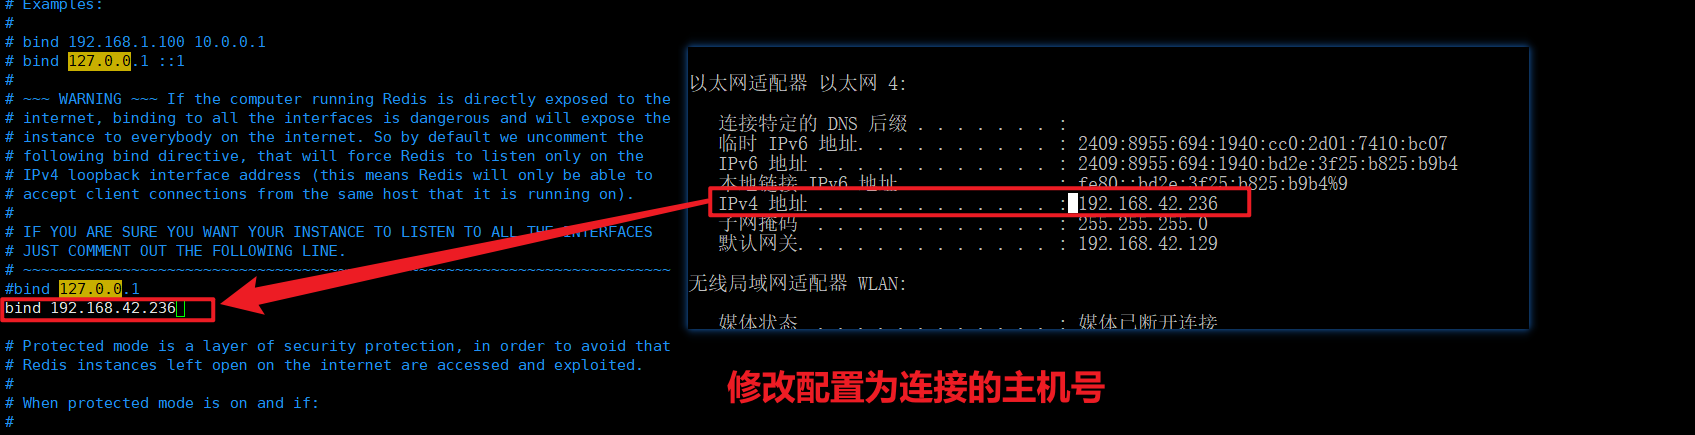 # Examples:
#
# bind 192.168.1.100 10.0.0.1
# bind 127.0.0.1 ::1
#
# ~~~ WARNING ~~~ If the computer running Redis is directly exposed to the
# internet, binding to all the interfaces is dangerous and will expose the
# instance to everybody on the internet. So by default we uncomment the
# following bind directive, that will force Redis to listen only on the
# IPv4 loopback interface address (this means Redis will only be able to
# accept client connections from the same host that it is running on).
#
# IF YOU ARE SURE YOU WANT YOUR INSTANCE TO LISTEN TO ALL THE INTERFACES
# JUST COMMENT OUT THE FOLLOWING LINE.
# ~~~~~~~~~~~~~~~~~~~~~~~~~~~~~~~~~~~~~~~~~~~~~~~~~~~~~~~~~~~~~~~~~~~~~~~~
#bind 127.0.0.1
bind 192.168.42.236
# Protected mode is a layer of security protection, in order to avoid that
# Redis instances left open on the internet are accessed and exploited.
#
# When protected mode is on and if:
#
以太网适配器 以太网 4:
连接特定的 DNS 后缀 . . . . . . . :
临时 IPv6 地址. . . . . . . . . . : 2409:8955:694:1940:cc0:2d01:7410:bc07
IPv6 地址 . . . . . . . . . . . . : 2409:8955:694:1940:bd2e:3f25:b825:b9b4
本地链接 IPv6 地址 : fe80::bd2e:3f25:b825:b9b4%9
IPv4 地址 . . . . . . . . . . . . : 192.168.42.236
子网掩码 . . . . . . . . . . . . : 255.255.255.0
默认网关. . . . . . . . . . . . . : 192.168.42.129
无线局域网适配器 WLAN:
媒体状态 . . . . . . . . . . . . : 媒体已断开连接
修改配置为连接的主机号